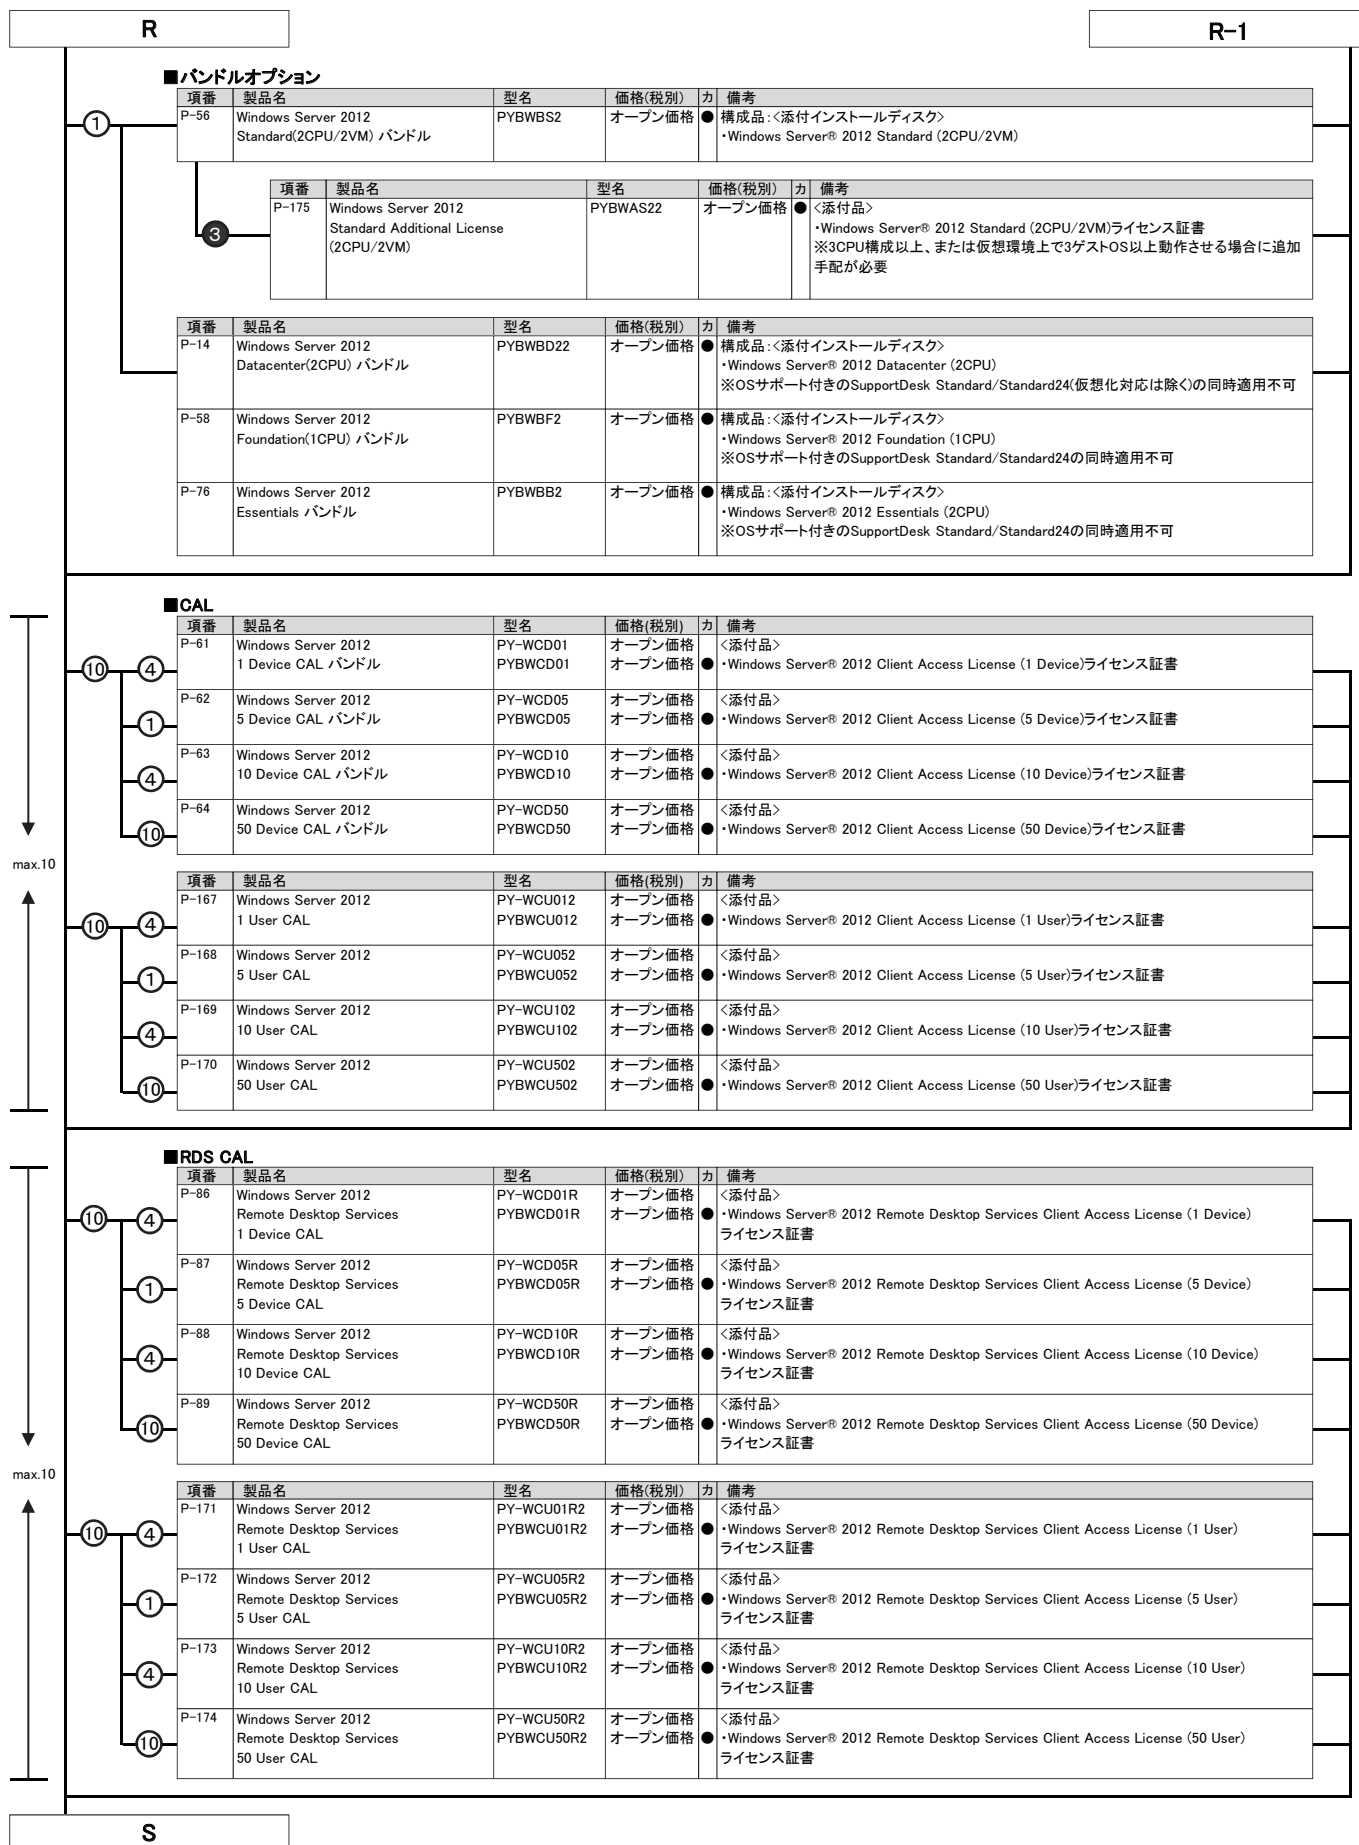 R
R-1
■バンドルオプション
項番 製品名 型名 価格(税別) カ 備考
P-56 Windows Server 2012 PYBWBS2 オープン価格 ● 構成品:<添付インストールディスク>
Standard(2CPU/2VM) バンドル ・Windows Server® 2012 Standard (2CPU/2VM)
① 
項番 製品名 型名 価格(税別) カ 備考
P-175 Windows Server 2012 PYBWAS22 オープン価格 ● <添付品>
Standard Additional License ・Windows Server® 2012 Standard (2CPU/2VM)ライセンス証書
❸ (2CPU/2VM) ※3CPU構成以上、または仮想環境上で3ゲストOS以上動作させる場合に追加
手配が必要
項番 製品名 型名 価格(税別) カ 備考
P-14 Windows Server 2012 PYBWBD22 オープン価格 ● 構成品:<添付インストールディスク>
Datacenter(2CPU) バンドル ・Windows Server® 2012 Datacenter (2CPU)
※OSサポート付きのSupportDesk Standard/Standard24(仮想化対応は除く)の同時適用不可
P-58 Windows Server 2012 PYBWBF2 オープン価格 ● 構成品:<添付インストールディスク>
Foundation(1CPU) バンドル ・Windows Server® 2012 Foundation (1CPU)
※OSサポート付きのSupportDesk Standard/Standard24の同時適用不可
P-76 Windows Server 2012 PYBWBB2 オープン価格 ● 構成品:<添付インストールディスク>
Essentials バンドル ・Windows Server® 2012 Essentials (2CPU)
※OSサポート付きのSupportDesk Standard/Standard24の同時適用不可
■CAL
項番 製品名 型名 価格(税別) カ 備考
P-61 Windows Server 2012 PY-WCD01 オープン価格 <添付品>
⑩ ④ 1 Device CAL バンドル PYBWCD01 オープン価格 ● ・Windows Server® 2012 Client Access License (1 Device)ライセンス証書
P-62 Windows Server 2012 PY-WCD05 オープン価格 <添付品>
① 5 Device CAL バンドル PYBWCD05 オープン価格 ● ・Windows Server® 2012 Client Access License (5 Device)ライセンス証書
P-63 Windows Server 2012 PY-WCD10 オープン価格 <添付品>
④ 10 Device CAL バンドル PYBWCD10 オープン価格 ● ・Windows Server® 2012 Client Access License (10 Device)ライセンス証書
P-64 Windows Server 2012 PY-WCD50 オープン価格 <添付品>
⑩ 50 Device CAL バンドル PYBWCD50 オープン価格 ● ・Windows Server® 2012 Client Access License (50 Device)ライセンス証書
max.10
項番 製品名 型名 価格(税別) カ 備考
P-167 Windows Server 2012 PY-WCU012 オープン価格 <添付品>
⑩ ④ 1 User CAL PYBWCU012 オープン価格 ● ・Windows Server® 2012 Client Access License (1 User)ライセンス証書
P-168 Windows Server 2012 PY-WCU052 オープン価格 <添付品>
① 5 User CAL PYBWCU052 オープン価格 ● ・Windows Server® 2012 Client Access License (5 User)ライセンス証書
P-169 Windows Server 2012 PY-WCU102 オープン価格 <添付品>
④ 10 User CAL PYBWCU102 オープン価格 ● ・Windows Server® 2012 Client Access License (10 User)ライセンス証書
P-170 Windows Server 2012 PY-WCU502 オープン価格 <添付品>
⑩ 50 User CAL PYBWCU502 オープン価格 ● ・Windows Server® 2012 Client Access License (50 User)ライセンス証書
■RDS CAL
項番 製品名 型名 価格(税別) カ 備考
P-86 Windows Server 2012 PY-WCD01R オープン価格 <添付品>
⑩ ④ Remote Desktop Services PYBWCD01R オープン価格 ● ・Windows Server® 2012 Remote Desktop Services Client Access License (1 Device)
1 Device CAL ライセンス証書
P-87 Windows Server 2012 PY-WCD05R オープン価格 <添付品>
① Remote Desktop Services PYBWCD05R オープン価格 ● ・Windows Server® 2012 Remote Desktop Services Client Access License (5 Device)
5 Device CAL ライセンス証書
P-88 Windows Server 2012 PY-WCD10R オープン価格 <添付品>
④ Remote Desktop Services PYBWCD10R オープン価格 ● ・Windows Server® 2012 Remote Desktop Services Client Access License (10 Device)
10 Device CAL ライセンス証書
P-89 Windows Server 2012 PY-WCD50R オープン価格 <添付品>
⑩ Remote Desktop Services PYBWCD50R オープン価格 ● ・Windows Server® 2012 Remote Desktop Services Client Access License (50 Device)
50 Device CAL ライセンス証書
max.10
項番 製品名 型名 価格(税別) カ 備考
P-171 Windows Server 2012 PY-WCU01R2 オープン価格 <添付品>
⑩ ④ Remote Desktop Services PYBWCU01R2 オープン価格 ● ・Windows Server® 2012 Remote Desktop Services Client Access License (1 User)
1 User CAL ライセンス証書
P-172 Windows Server 2012 PY-WCU05R2 オープン価格 <添付品>
① Remote Desktop Services PYBWCU05R2 オープン価格 ● ・Windows Server® 2012 Remote Desktop Services Client Access License (5 User)
5 User CAL ライセンス証書
P-173 Windows Server 2012 PY-WCU10R2 オープン価格 <添付品>
④ Remote Desktop Services PYBWCU10R2 オープン価格 ● ・Windows Server® 2012 Remote Desktop Services Client Access License (10 User)
10 User CAL ライセンス証書
P-174 Windows Server 2012 PY-WCU50R2 オープン価格 <添付品>
⑩ Remote Desktop Services PYBWCU50R2 オープン価格 ● ・Windows Server® 2012 Remote Desktop Services Client Access License (50 User)
50 User CAL ライセンス証書
S